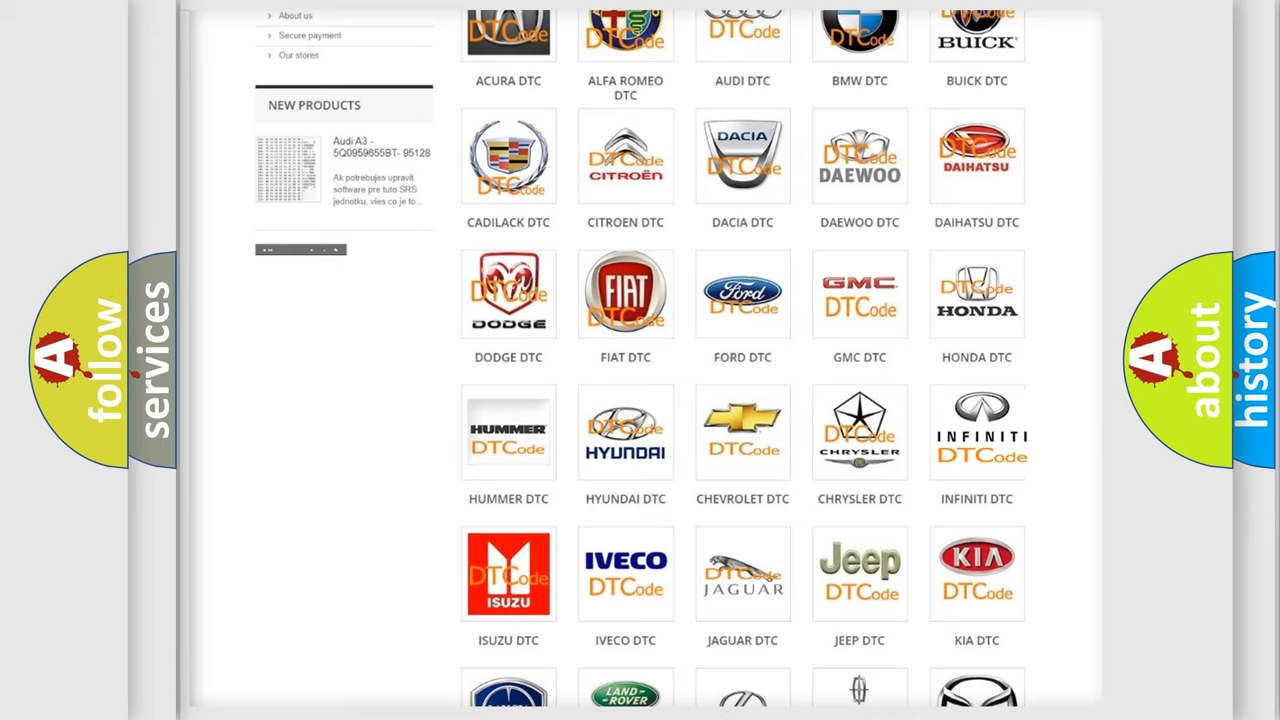 About us
Secure payment
Our stores
NEW PRODUCTS
Audi A3 -
5Q0959655BT- 95128
Ak potrebujes upravit
software pre tuto SRS
jednotku, vies co je to...
DTCode
DTCode
DTCode
DTCode
BUICK
ACURA DTC
ALFA ROMEO
DTC
AUDI DTC
BMW DTC
BUICK DTC
DTCode
DTCode
CITROËN
DACIA
DTCode
DTCode
DAEWOO
DTCode
DAIHATSU
CADILACK DTC
CITROEN DTC
DACIA DTC
DAEWOO DTC
DAIHATSU DTC
DTCode
DODGE
FIAT
DTCode
Ford
DTCode
GMC
DTCode
DTCode
HONDA
DODGE DTC
FIAT DTC
FORD DTC
GMC DTC
HONDA DTC
HUMMER
DTCode
DTCode
HYUNDAI
DTCode
DTCode
CHRYSLER
INFINITI
DTCode
HUMMER DTC
HYUNDAI DTC
CHEVROLET DTC
CHRYSLER DTC
INFINITI DTC
DTCode
ISUZU
IVECO
DTCode
DTCode
JAGUAR
Jeep
DTCode
KIA
DTCode
ISUZU DTC
IVECO DTC
JAGUAR DTC
JEEP DTC
KIA DTC
LAND-
ROVER
A
follow
services
A
about
history